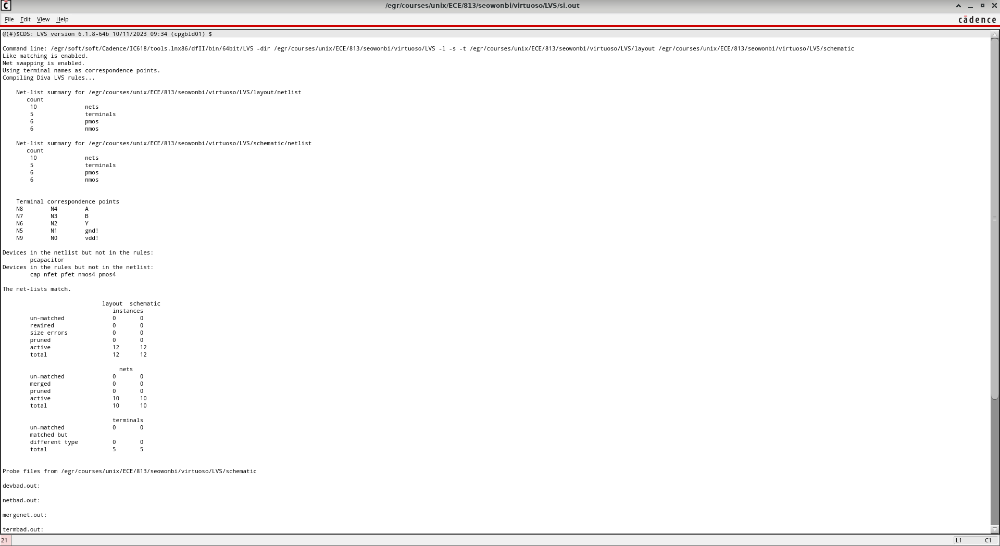 /egr/courses/unix/ECE/813/seowonbi/virtuoso/LVS/si.out
File Edit View Help
cādence
@(#)$CDS: LVS version 6.1.8-64b 10/11/2023 09:34 (cpgbld01) $
Command line: /egr/soft/soft/Cadence/IC618/tools.lnx86/dfII/bin/64bit/LVS -dir /egr/courses/unix/ECE/813/seowonbi/virtuoso/LVS -l -s -t /egr/courses/unix/ECE/813/seowonbi/virtuoso/LVS/layout /egr/courses/unix/ECE/813/seowonbi/virtuoso/LVS/schematic
Like matching is enabled.
Net swapping is enabled.
Using terminal names as correspondence points.
Compiling Diva LVS rules...
Net-list summary for /egr/courses/unix/ECE/813/seowonbi/virtuoso/LVS/layout/netlist
count
10 nets
5 terminals
6 pmos
6 nmos
Net-list summary for /egr/courses/unix/ECE/813/seowonbi/virtuoso/LVS/schematic/netlist
count
10 nets
5 terminals
6 pmos
6 nmos
Terminal correspondence points
N8 N4 A
N7 N3 B
N6 N2 Y
N5 N1 gnd!
N9 N0 vdd!
Devices in the netlist but not in the rules:
pcapacitor
Devices in the rules but not in the netlist:
cap nfet pfet nmos4 pmos4
The net-lists match.
layout schematic
instances
un-matched 0 0
rewired 0 0
size errors 0 0
pruned 0 0
active 12 12
total 12 12
nets
un-matched 0 0
merged 0 0
pruned 0 0
active 10 10
total 10 10
terminals
un-matched 0 0
matched but
different type 0 0
total 5 5
Probe files from /egr/courses/unix/ECE/813/seowonbi/virtuoso/LVS/schematic
devbad.out:
netbad.out:
mergenet.out:
termbad.out:
21
L1 C1